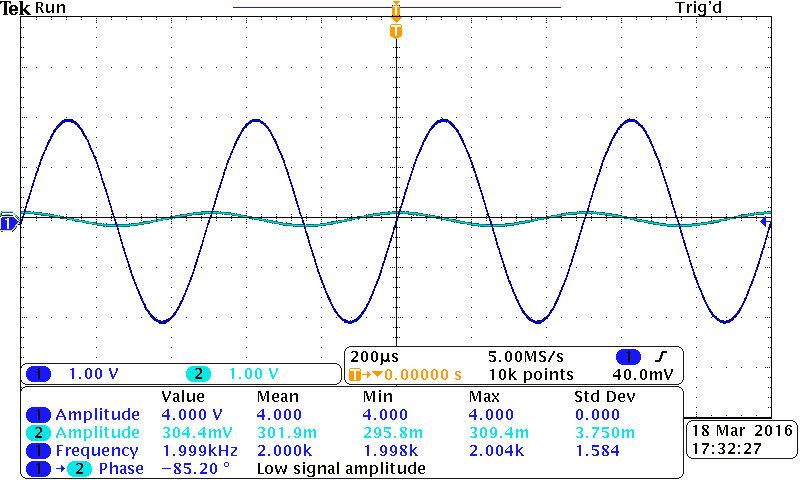 Tek Run Trig'd
T
T
1
200µs 5.00MS/s 1
1 1.00 V 2 1.00 V T→▼0.00000 s 10k points 40.0mV
Value Mean Min Max Std Dev
1 Amplitude 4.000 V 4.000 4.000 4.000 0.000
2 Amplitude 304.4mV 301.9m 295.8m 309.4m 3.750m
1 Frequency 1.999kHz 2.000k 1.998k 2.004k 1.584
1 →2 Phase −85.20 ° Low signal amplitude
18 Mar 2016
17:32:27